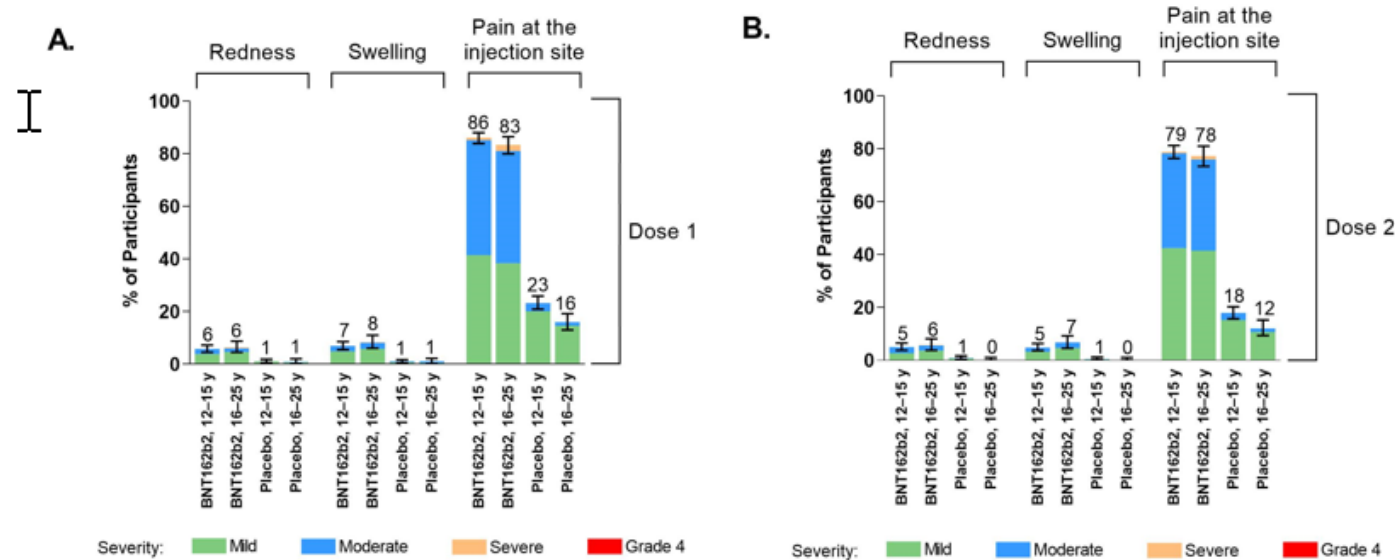 A.
Redness
Swelling
Pain at the
injection site
% of Participants
100
80
60
40
20
0
6
6
1
1
7
8
1
1
86
83
23
16
Dose 1
BNT162b2, 12–15 y
BNT162b2, 16–25 y
Placebo, 12–15 y
Placebo, 16–25 y
BNT162b2, 12–15 y
BNT162b2, 16–25 y
Placebo, 12–15 y
Placebo, 16–25 y
BNT162b2, 12–15 y
BNT162b2, 16–25 y
Placebo, 12–15 y
Placebo, 16–25 y
Severity: Mild Moderate Severe Grade 4
B.
Redness
Swelling
Pain at the
injection site
% of Participants
100
80
60
40
20
0
5
6
1
0
5
7
1
0
79
78
18
12
Dose 2
BNT162b2, 12–15 y
BNT162b2, 16–25 y
Placebo, 12–15 y
Placebo, 16–25 y
BNT162b2, 12–15 y
BNT162b2, 16–25 y
Placebo, 12–15 y
Placebo, 16–25 y
BNT162b2, 12–15 y
BNT162b2, 16–25 y
Placebo, 12–15 y
Placebo, 16–25 y
Severity: Mild Moderate Severe Grade 4